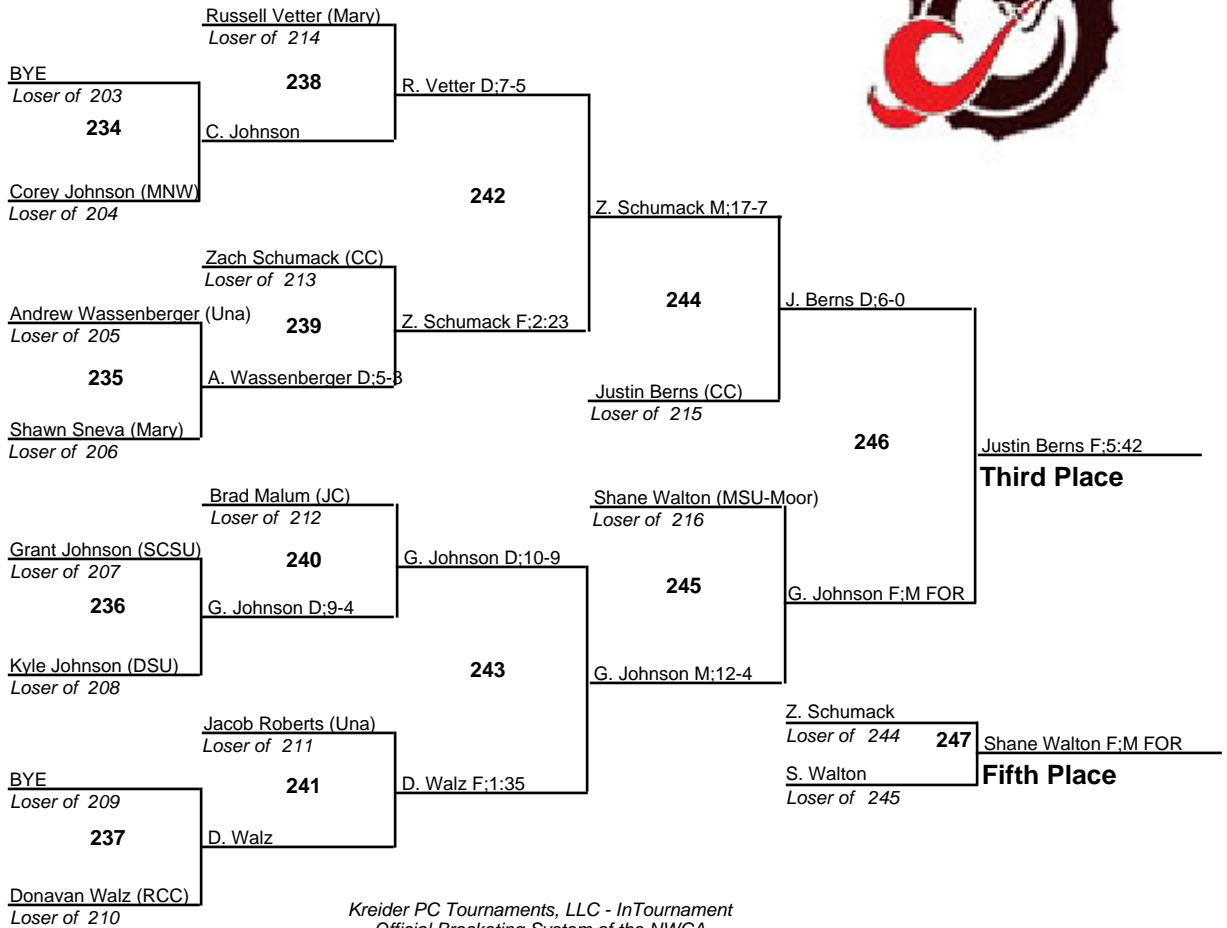 Russell Vetter (Mary)
Loser of 214
BYE
Loser of 203
238
R. Vetter D;7-5
234
C. Johnson
Corey Johnson (MNW)
Loser of 204
242
Z. Schumack M;17-7
Zach Schumack (CC)
Loser of 213
Andrew Wassenberger (Una)
Loser of 205
239
Z. Schumack F;2:23
244
J. Berns D;6-0
235
A. Wassenberger D;5-3
Justin Berns (CC)
Loser of 215
Shawn Sneva (Mary)
Loser of 206
246
Justin Berns F;5:42
Third Place
Brad Malum (JC)
Loser of 212
Shane Walton (MSU-Moor)
Loser of 216
Grant Johnson (SCSU)
Loser of 207
240
G. Johnson D;10-9
245
G. Johnson F;M FOR
236
G. Johnson D;9-4
Kyle Johnson (DSU)
Loser of 208
243
G. Johnson M;12-4
Jacob Roberts (Una)
Loser of 211
Z. Schumack
Loser of 244
247
Shane Walton F;M FOR
Fifth Place
S. Walton
Loser of 245
BYE
Loser of 209
241
D. Walz F;1:35
237
D. Walz
Donavan Walz (RCC)
Loser of 210
Kreider PC Tournaments, LLC - InTournament
Official Bracketing System of the NWCA